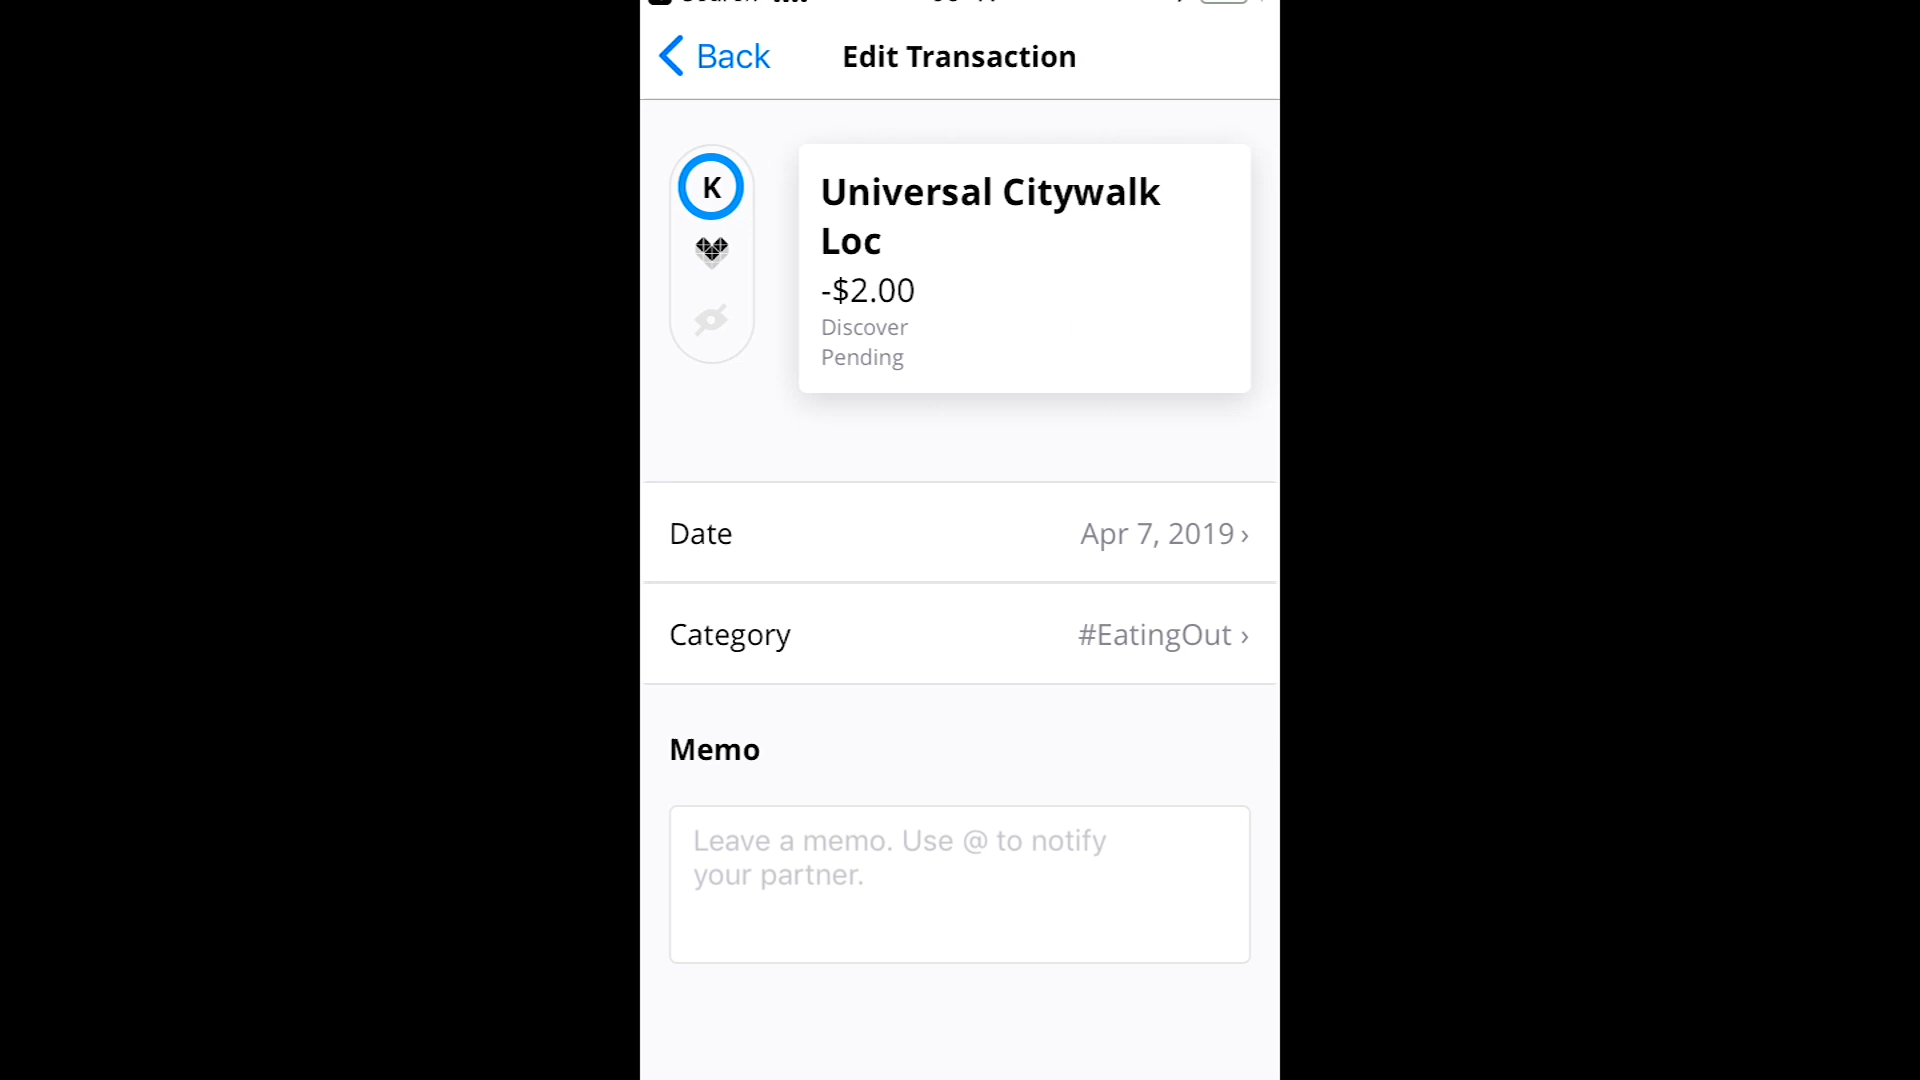 Back
Edit Transaction
K
Universal Citywalk
Loc
-$2.00
Discover
Pending
Date
Apr 7, 2019 ›
Category
#EatingOut ›
Memo
Leave a memo. Use @ to notify
your partner.